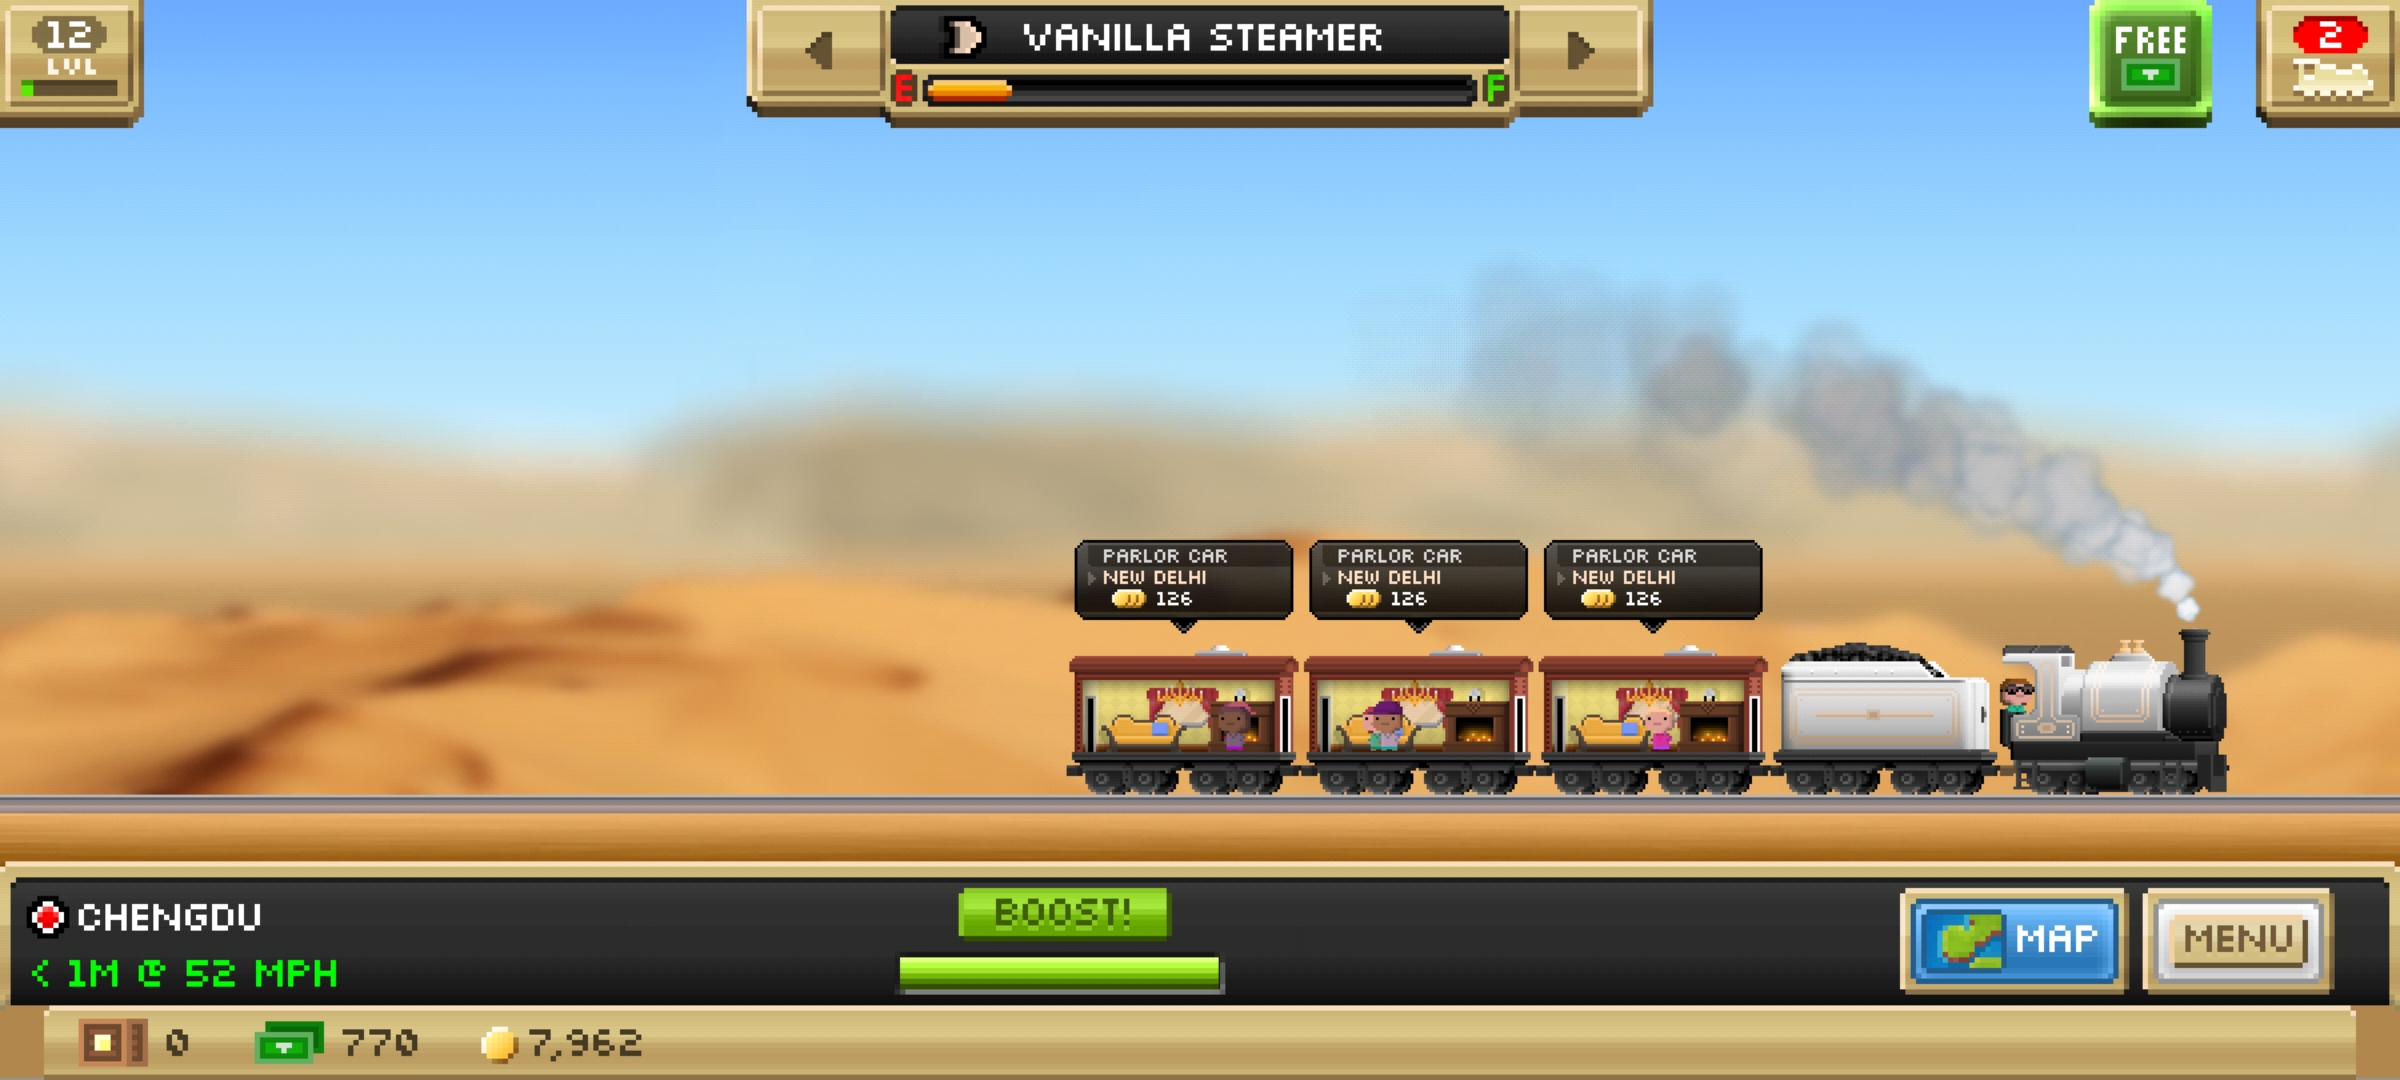 12
LVL
VANILLA STEAMER
E F
FREE
2
PARLOR CAR
NEW DELHI
126
PARLOR CAR
NEW DELHI
126
PARLOR CAR
NEW DELHI
126
CHENGDU
< 1M @ 52 MPH
BOOST!
MAP
MENU
0
770
7,962